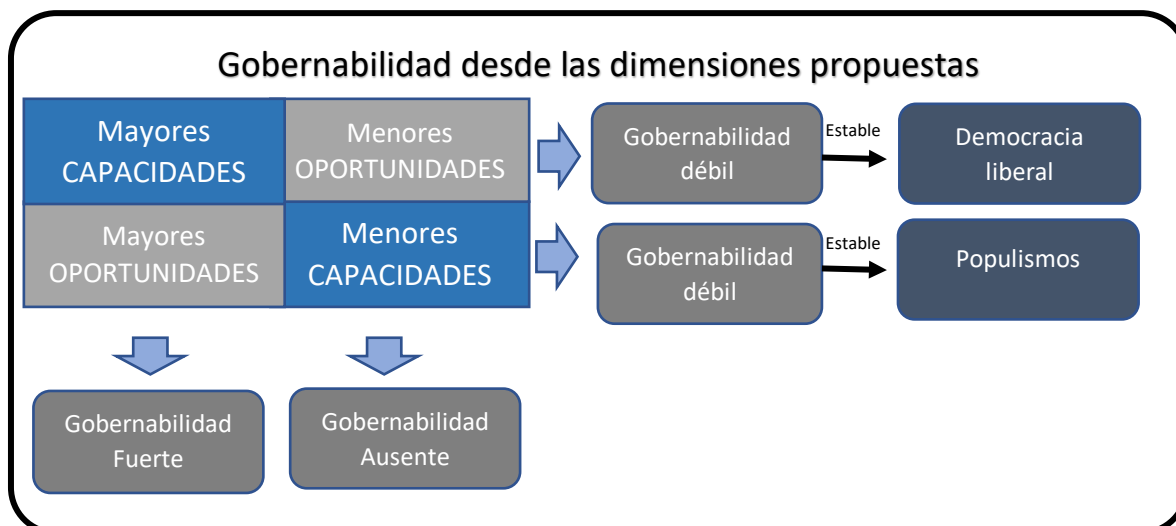 Gobernabilidad desde las dimensiones propuestas
Mayores
CAPACIDADES
Menores
OPORTUNIDADES
Gobernabilidad
débil
Estable
Democracia
liberal
Mayores
OPORTUNIDADES
Menores
CAPACIDADES
Gobernabilidad
débil
Estable
Populismos
Gobernabilidad
Fuerte
Gobernabilidad
Ausente